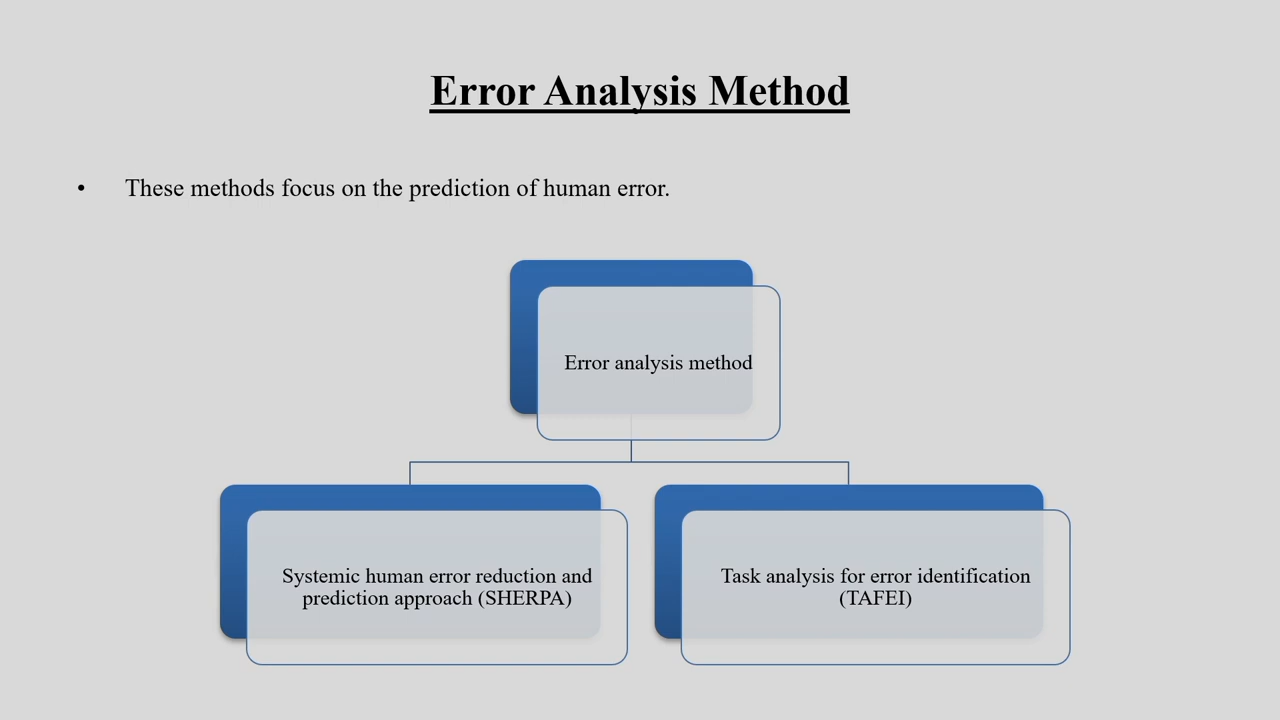 Error Analysis Method
• These methods focus on the prediction of human error.
Error analysis method
Systemic human error reduction and
prediction approach (SHERPA)
Task analysis for error identification
(TAFEI)